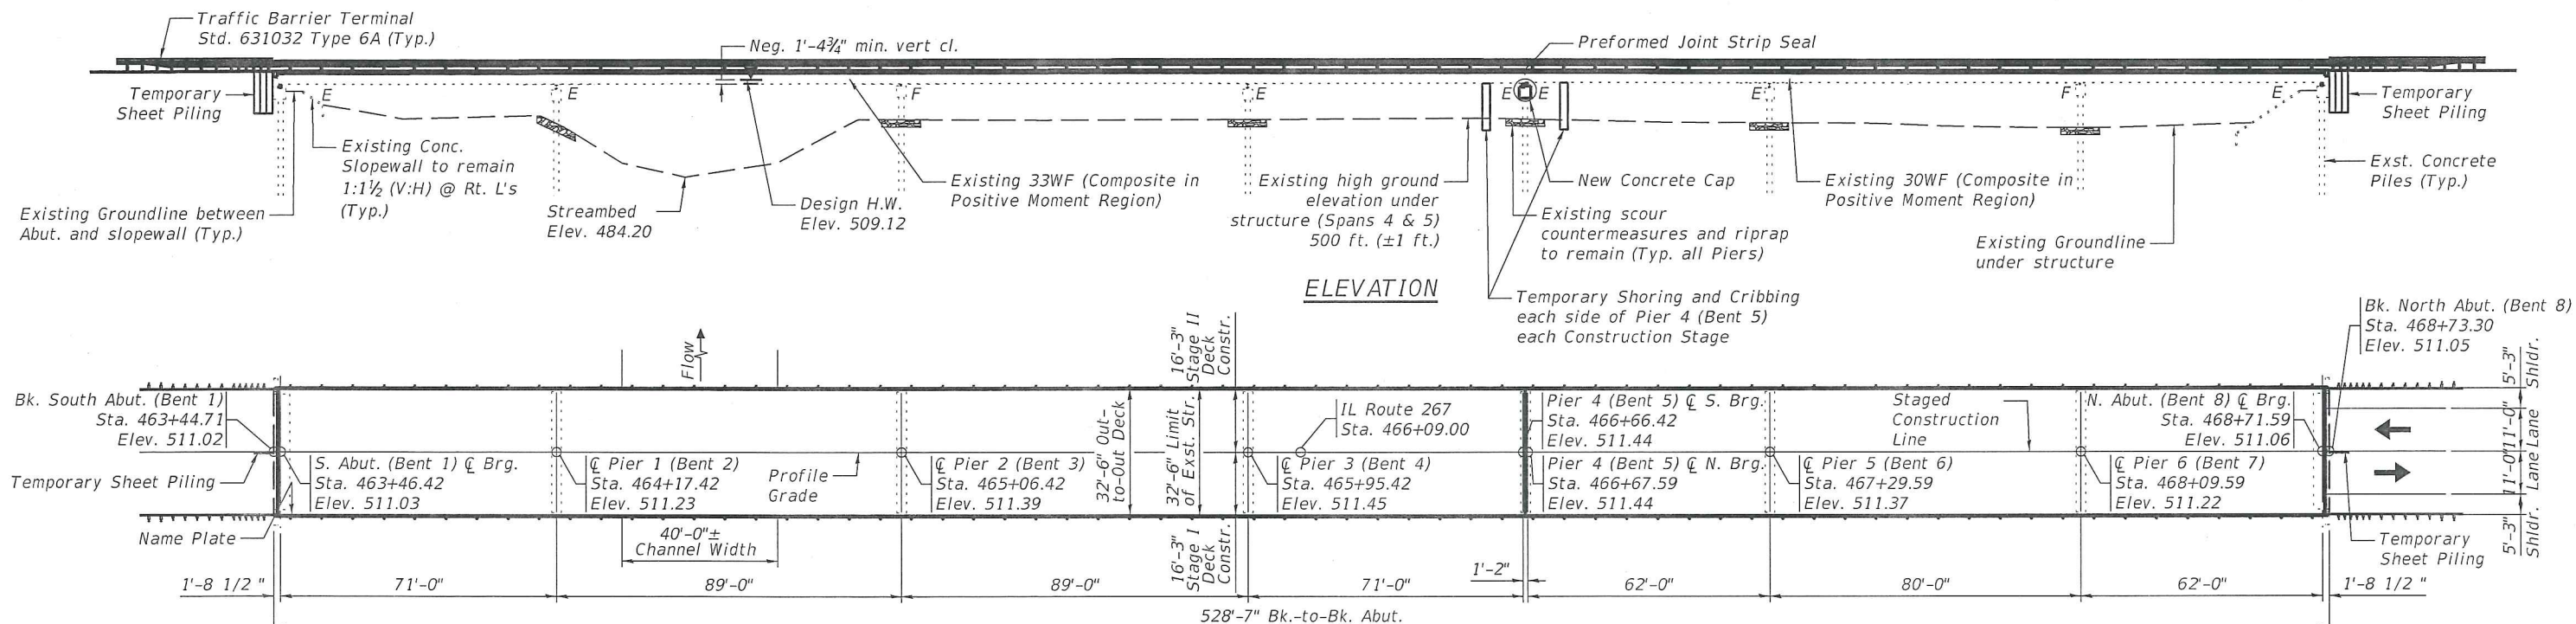 Traffic Barrier Terminal
Std. 631032 Type 6A (Typ.)
Neg. 1'-4¾" min. vert cl.
Preformed Joint Strip Seal
Temporary
Sheet Piling
E
E
F
E
E
E
E
F
E
Temporary
Sheet Piling
Existing Conc.
Slopewall to remain
1:1½ (V:H) @ Rt. L's
(Typ.)
Existing Groundline between
Abut. and slopewall (Typ.)
Streambed
Elev. 484.20
Design H.W.
Elev. 509.12
Existing 33WF (Composite in
Positive Moment Region)
Existing high ground
elevation under
structure (Spans 4 & 5)
500 ft. (±1 ft.)
New Concrete Cap
Existing scour
countermeasures and riprap
to remain (Typ. all Piers)
Existing 30WF (Composite in
Positive Moment Region)
Exst. Concrete
Piles (Typ.)
Existing Groundline
under structure
ELEVATION
Temporary Shoring and Cribbing
each side of Pier 4 (Bent 5)
each Construction Stage
Bk. North Abut. (Bent 8)
Sta. 468+73.30
Elev. 511.05
Flow
16'-3"
Stage II
Deck
Constr.
5'-3"
Shldr.
Bk. South Abut. (Bent 1)
Sta. 463+44.71
Elev. 511.02
32'-6" Out-
to-Out Deck
32'-6" Limit
of Exst. Str.
IL Route 267
Sta. 466+09.00
Pier 4 (Bent 5) ℄ S. Brg.
Sta. 466+66.42
Elev. 511.44
Staged
Construction
Line
N. Abut. (Bent 8) ℄ Brg.
Sta. 468+71.59
Elev. 511.06
11'-0"
Lane
Temporary Sheet Piling
S. Abut. (Bent 1) ℄ Brg.
Sta. 463+46.42
Elev. 511.03
℄ Pier 1 (Bent 2)
Sta. 464+17.42
Elev. 511.23
Profile
Grade
℄ Pier 2 (Bent 3)
Sta. 465+06.42
Elev. 511.39
℄ Pier 3 (Bent 4)
Sta. 465+95.42
Elev. 511.45
Pier 4 (Bent 5) ℄ N. Brg.
Sta. 466+67.59
Elev. 511.44
℄ Pier 5 (Bent 6)
Sta. 467+29.59
Elev. 511.37
℄ Pier 6 (Bent 7)
Sta. 468+09.59
Elev. 511.22
11'-0"
Lane
5'-3"
Shldr.
Name Plate
40'-0"±
Channel Width
16'-3"
Stage I
Deck
Constr.
Temporary
Sheet Piling
1'-8 1/2 "
71'-0"
89'-0"
89'-0"
71'-0"
1'-2"
62'-0"
80'-0"
62'-0"
1'-8 1/2 "
528'-7" Bk.-to-Bk. Abut.